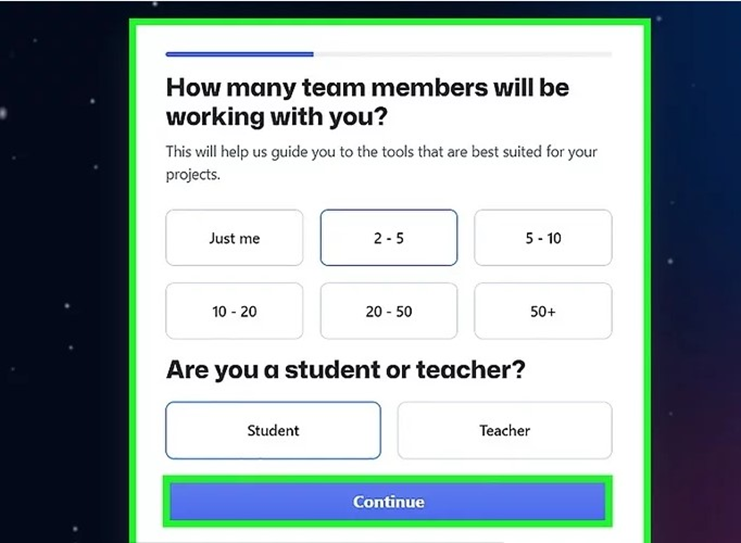 How many team members will be
working with you?
This will help us guide you to the tools that are best suited for your
projects.
Just me
2 - 5
5 - 10
10 - 20
20 - 50
50+
Are you a student or teacher?
Student
Teacher
Continue